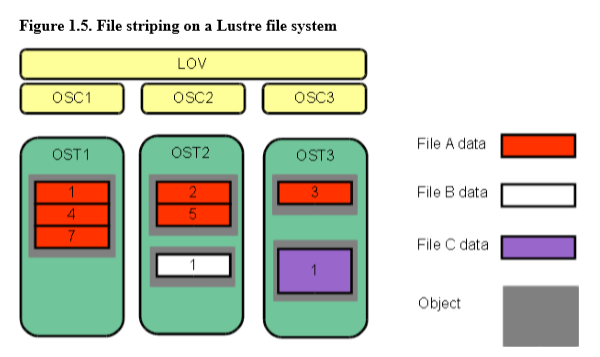 Figure 1.5. File striping on a Lustre file system
LOV
OSC1 OSC2 OSC3
OST1 OST2 OST3
1 2 3
4 5
7
1 1
File A data
File B data
File C data
Object